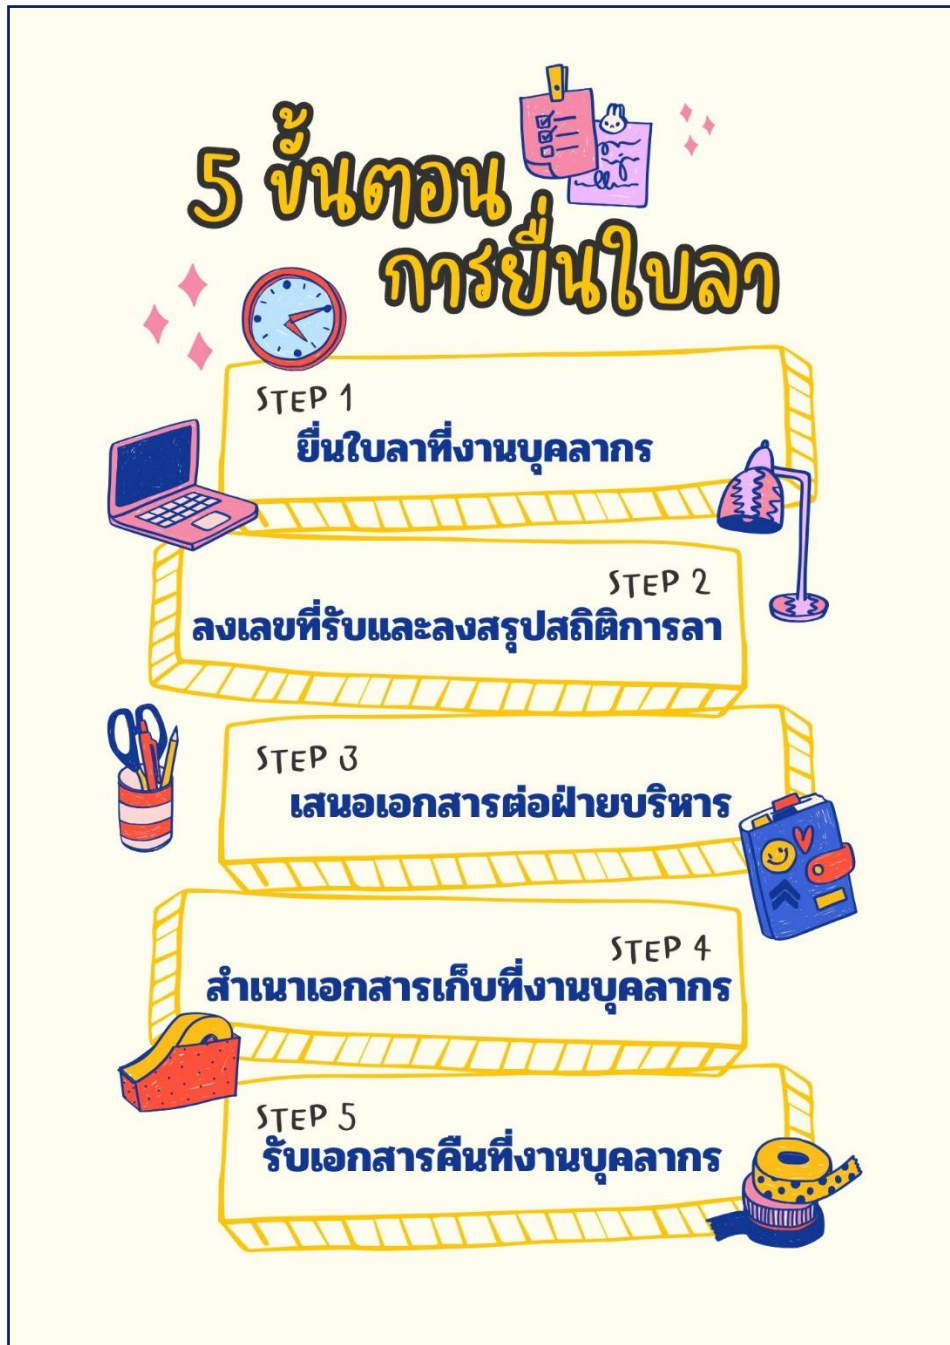 5 ขั้นตอน
การยื่นใบลา
STEP 1
ยื่นใบลาที่งานบุคลากร
STEP 2
ลงเลขที่รับและลงสรุปสถิติการลา
STEP 3
เสนอเอกสารต่อฝ่ายบริหาร
STEP 4
สำเนาเอกสารเก็บที่งานบุคลากร
STEP 5
รับเอกสารคืนที่งานบุคลากร